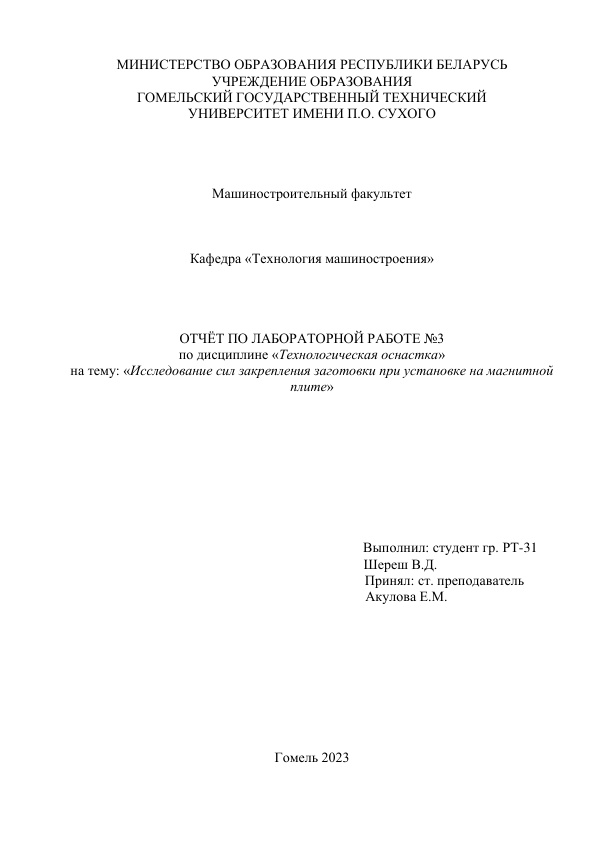 МИНИСТЕРСТВО ОБРАЗОВАНИЯ РЕСПУБЛИКИ БЕЛАРУСЬ
УЧРЕЖДЕНИЕ ОБРАЗОВАНИЯ
ГОМЕЛЬСКИЙ ГОСУДАРСТВЕННЫЙ ТЕХНИЧЕСКИЙ
УНИВЕРСИТЕТ ИМЕНИ П.О. СУХОГО
Машиностроительный факультет
Кафедра «Технология машиностроения»
ОТЧЁТ ПО ЛАБОРАТОРНОЙ РАБОТЕ №3
по дисциплине «Технологическая оснастка»
на тему: «Исследование сил закрепления заготовки при установке на магнитной
плите»
Выполнил: студент гр. РТ-31
Шереш В.Д.
Принял: ст. преподаватель
Акулова Е.М.
Гомель 2023